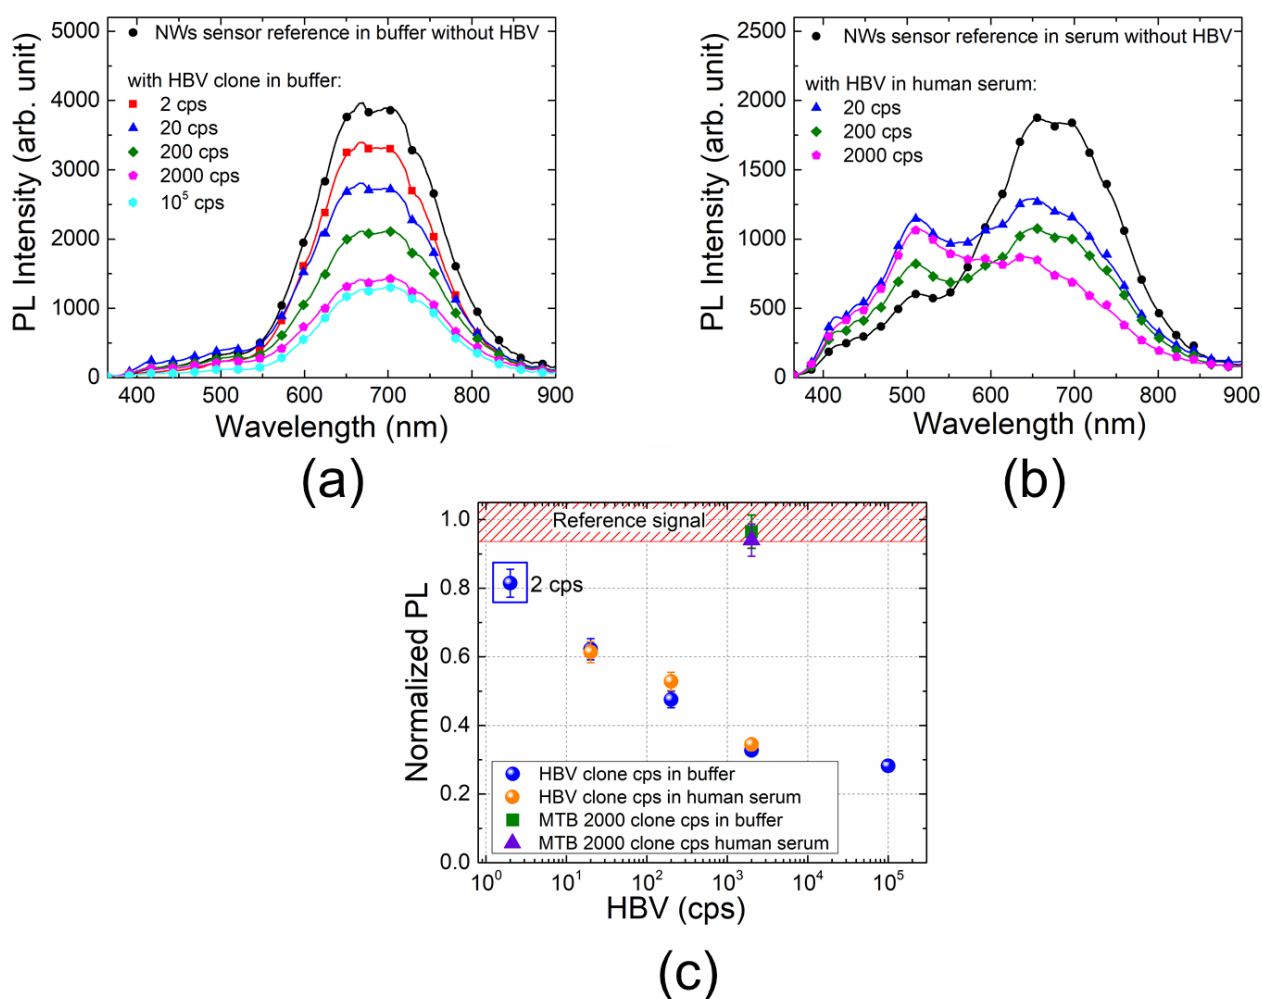 NWs sensor reference in buffer without HBV
with HBV clone in buffer:
2 cps
20 cps
200 cps
2000 cps
10⁵ cps
PL Intensity (arb. unit)
5000
4000
3000
2000
1000
0
400 500 600 700 800 900
Wavelength (nm)
(a)
NWs sensor reference in serum without HBV
with HBV in human serum:
20 cps
200 cps
2000 cps
PL Intensity (arb. unit)
2500
2000
1500
1000
500
0
400 500 600 700 800 900
Wavelength (nm)
(b)
Reference signal
2 cps
Normalized PL
1.0
0.8
0.6
0.4
0.2
0.0
HBV clone cps in buffer
HBV clone cps in human serum
MTB 2000 clone cps in buffer
MTB 2000 clone cps human serum
10⁰ 10¹ 10² 10³ 10⁴ 10⁵
HBV (cps)
(c)